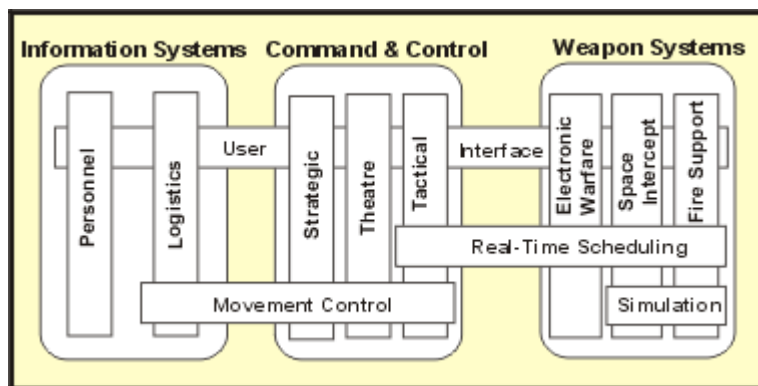 Information Systems
Command & Control
Weapon Systems
User
Interface
Personnel
Logistics
Strategic
Theatre
Tactical
Electronic
Warfare
Space
Intercept
Fire Support
Real-Time Scheduling
Movement Control
Simulation